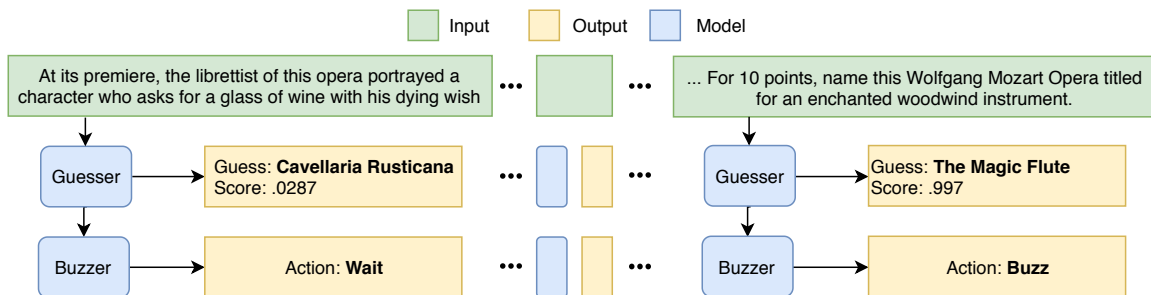 Input Output Model
At its premiere, the librettist of this opera portrayed a
character who asks for a glass of wine with his dying wish
... For 10 points, name this Wolfgang Mozart Opera titled
for an enchanted woodwind instrument.
Guesser
Guess: Cavellaria Rusticana
Score: .0287
Guesser
Guess: The Magic Flute
Score: .997
Buzzer
Action: Wait
Buzzer
Action: Buzz